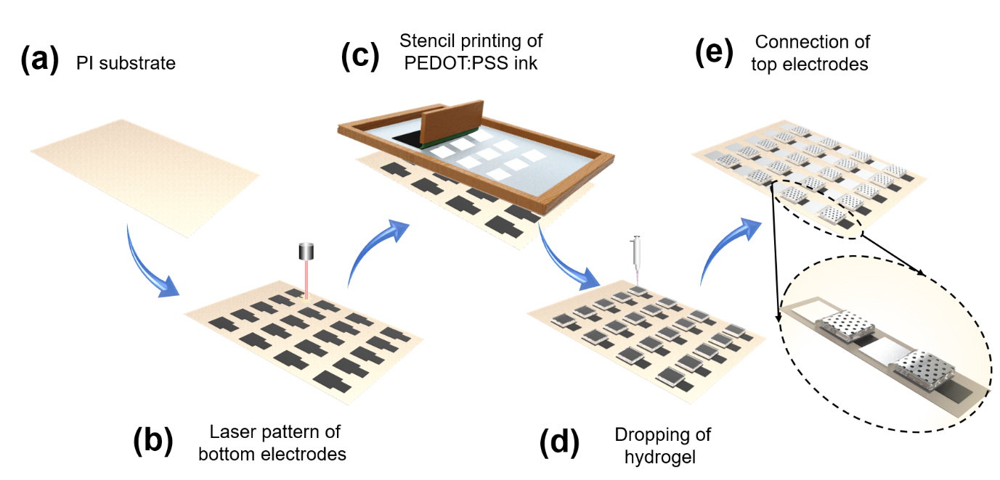 (a) PI substrate
(b) Laser pattern of
bottom electrodes
(c) Stencil printing of
PEDOT:PSS ink
(d) Dropping of
hydrogel
(e) Connection of
top electrodes